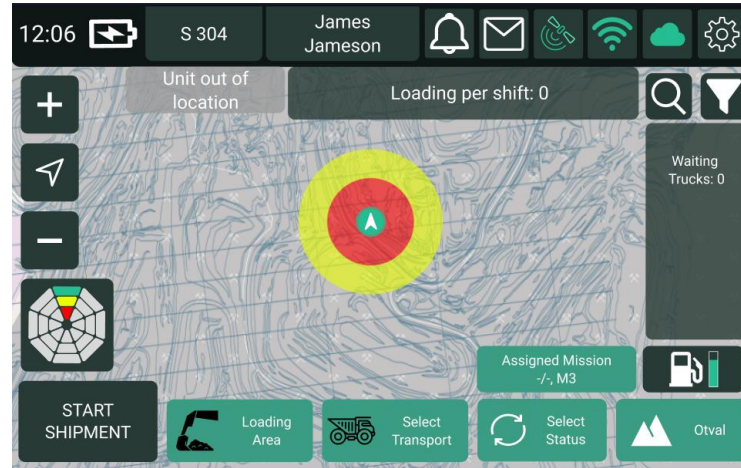 12:06
S 304
James
Jameson
Unit out of
location
Loading per shift: 0
Waiting
Trucks: 0
Assigned Mission
-/-, M3
START
SHIPMENT
Loading
Area
Select
Transport
Select
Status
Otval